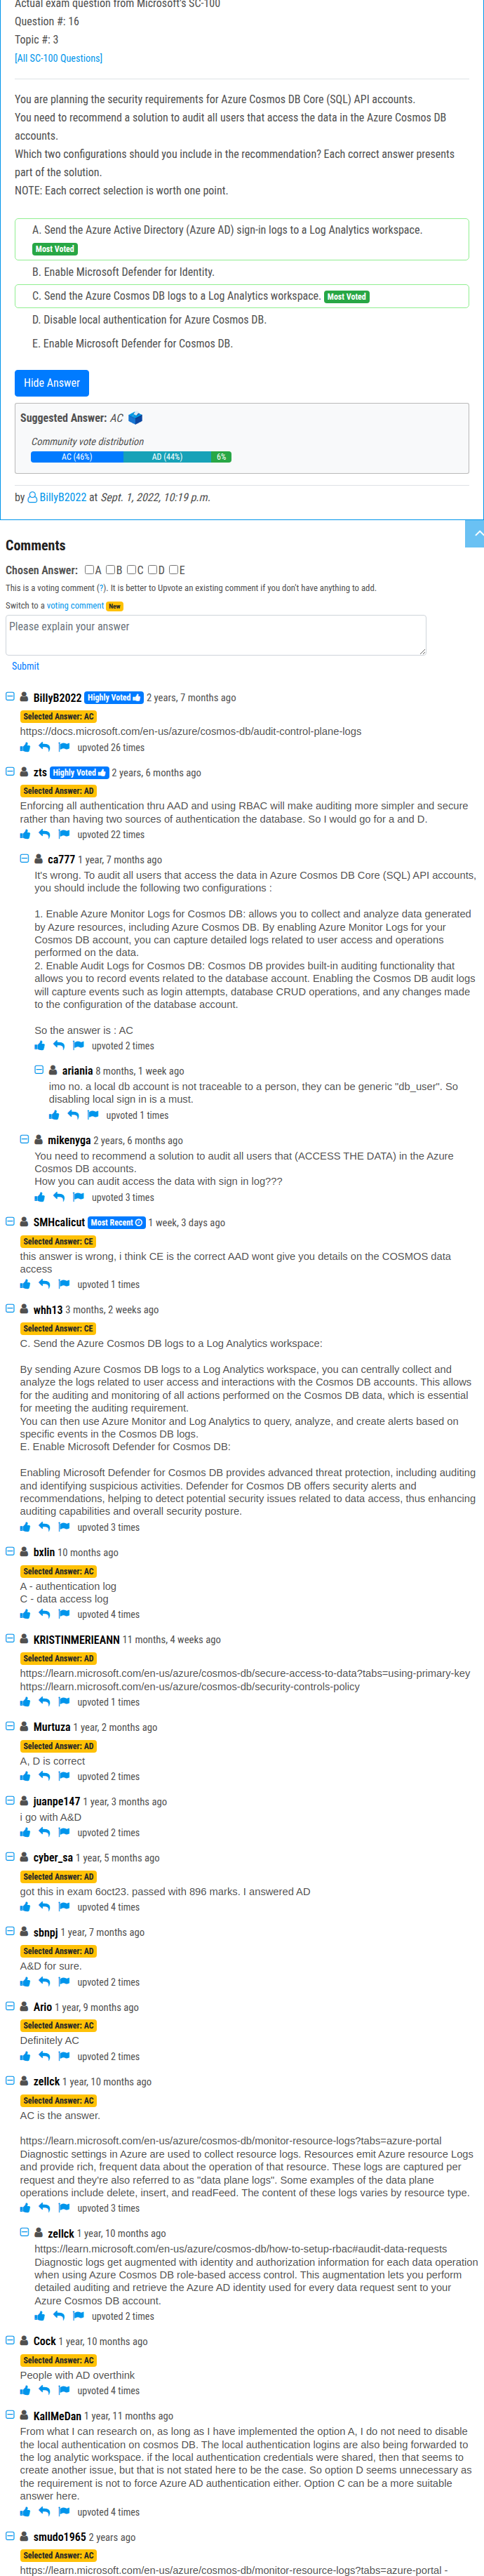 Actual exam question from Microsoft's SC-100
Question #: 16
Topic #: 3
[All SC-100 Questions]
You are planning the security requirements for Azure Cosmos DB Core (SQL) API accounts.
You need to recommend a solution to audit all users that access the data in the Azure Cosmos DB
accounts.
Which two configurations should you include in the recommendation? Each correct answer presents
part of the solution.
NOTE: Each correct selection is worth one point.
A. Send the Azure Active Directory (Azure AD) sign-in logs to a Log Analytics workspace.
Most Voted
B. Enable Microsoft Defender for Identity.
C. Send the Azure Cosmos DB logs to a Log Analytics workspace. Most Voted
D. Disable local authentication for Azure Cosmos DB.
E. Enable Microsoft Defender for Cosmos DB.
Hide Answer
Suggested Answer: AC
Community vote distribution
AC (46%) AD (44%) 6%
by BillyB2022 at Sept. 1, 2022, 10:19 p.m.
Comments
Chosen Answer: A B C D E
This is a voting comment (?). It is better to Upvote an existing comment if you don't have anything to add.
Switch to a voting comment New
Please explain your answer
Submit
BillyB2022 Highly Voted 2 years, 7 months ago
Selected Answer: AC
https://docs.microsoft.com/en-us/azure/cosmos-db/audit-control-plane-logs
upvoted 26 times
zts Highly Voted 2 years, 6 months ago
Selected Answer: AD
Enforcing all authentication thru AAD and using RBAC will make auditing more simpler and secure
rather than having two sources of authentication the database. So I would go for a and D.
upvoted 22 times
ca777 1 year, 7 months ago
It's wrong. To audit all users that access the data in Azure Cosmos DB Core (SQL) API accounts,
you should include the following two configurations :
1. Enable Azure Monitor Logs for Cosmos DB: allows you to collect and analyze data generated
by Azure resources, including Azure Cosmos DB. By enabling Azure Monitor Logs for your
Cosmos DB account, you can capture detailed logs related to user access and operations
performed on the data.
2. Enable Audit Logs for Cosmos DB: Cosmos DB provides built-in auditing functionality that
allows you to record events related to the database account. Enabling the Cosmos DB audit logs
will capture events such as login attempts, database CRUD operations, and any changes made
to the configuration of the database account.
So the answer is : AC
upvoted 2 times
ariania 8 months, 1 week ago
imo no. a local db account is not traceable to a person, they can be generic "db_user". So
disabling local sign in is a must.
upvoted 1 times
mikenyga 2 years, 6 months ago
You need to recommend a solution to audit all users that (ACCESS THE DATA) in the Azure
Cosmos DB accounts.
How you can audit access the data with sign in log???
upvoted 3 times
SMHcalicut Most Recent 1 week, 3 days ago
Selected Answer: CE
this answer is wrong, i think CE is the correct AAD wont give you details on the COSMOS data
access
upvoted 1 times
whh13 3 months, 2 weeks ago
Selected Answer: CE
C. Send the Azure Cosmos DB logs to a Log Analytics workspace:
By sending Azure Cosmos DB logs to a Log Analytics workspace, you can centrally collect and
analyze the logs related to user access and interactions with the Cosmos DB accounts. This allows
for the auditing and monitoring of all actions performed on the Cosmos DB data, which is essential
for meeting the auditing requirement.
You can then use Azure Monitor and Log Analytics to query, analyze, and create alerts based on
specific events in the Cosmos DB logs.
E. Enable Microsoft Defender for Cosmos DB:
Enabling Microsoft Defender for Cosmos DB provides advanced threat protection, including auditing
and identifying suspicious activities. Defender for Cosmos DB offers security alerts and
recommendations, helping to detect potential security issues related to data access, thus enhancing
auditing capabilities and overall security posture.
upvoted 3 times
bxlin 10 months ago
Selected Answer: AC
A - authentication log
C - data access log
upvoted 4 times
KRISTINMERIEANN 11 months, 4 weeks ago
Selected Answer: AD
https://learn.microsoft.com/en-us/azure/cosmos-db/secure-access-to-data?tabs=using-primary-key
https://learn.microsoft.com/en-us/azure/cosmos-db/security-controls-policy
upvoted 1 times
Murtuza 1 year, 2 months ago
Selected Answer: AD
A, D is correct
upvoted 2 times
juanpe147 1 year, 3 months ago
i go with A&D
upvoted 2 times
cyber_sa 1 year, 5 months ago
Selected Answer: AD
got this in exam 6oct23. passed with 896 marks. I answered AD
upvoted 4 times
sbnpj 1 year, 7 months ago
Selected Answer: AD
A&D for sure.
upvoted 2 times
Ario 1 year, 9 months ago
Selected Answer: AC
Definitely AC
upvoted 2 times
zellck 1 year, 10 months ago
Selected Answer: AC
AC is the answer.
https://learn.microsoft.com/en-us/azure/cosmos-db/monitor-resource-logs?tabs=azure-portal
Diagnostic settings in Azure are used to collect resource logs. Resources emit Azure resource Logs
and provide rich, frequent data about the operation of that resource. These logs are captured per
request and they're also referred to as "data plane logs". Some examples of the data plane
operations include delete, insert, and readFeed. The content of these logs varies by resource type.
upvoted 3 times
zellck 1 year, 10 months ago
https://learn.microsoft.com/en-us/azure/cosmos-db/how-to-setup-rbac#audit-data-requests
Diagnostic logs get augmented with identity and authorization information for each data operation
when using Azure Cosmos DB role-based access control. This augmentation lets you perform
detailed auditing and retrieve the Azure AD identity used for every data request sent to your
Azure Cosmos DB account.
upvoted 2 times
Cock 1 year, 10 months ago
Selected Answer: AC
People with AD overthink
upvoted 4 times
KallMeDan 1 year, 11 months ago
From what I can research on, as long as I have implemented the option A, I do not need to disable
the local authentication on cosmos DB. The local authentication logins are also being forwarded to
the log analytic workspace. if the local authentication credentials were shared, then that seems to
create another issue, but that is not stated here to be the case. So option D seems unnecessary as
the requirement is not to force Azure AD authentication either. Option C can be a more suitable
answer here.
upvoted 4 times
smudo1965 2 years ago
Selected Answer: AC
https://learn.microsoft.com/en-us/azure/cosmos-db/monitor-resource-logs?tabs=azure-portal -